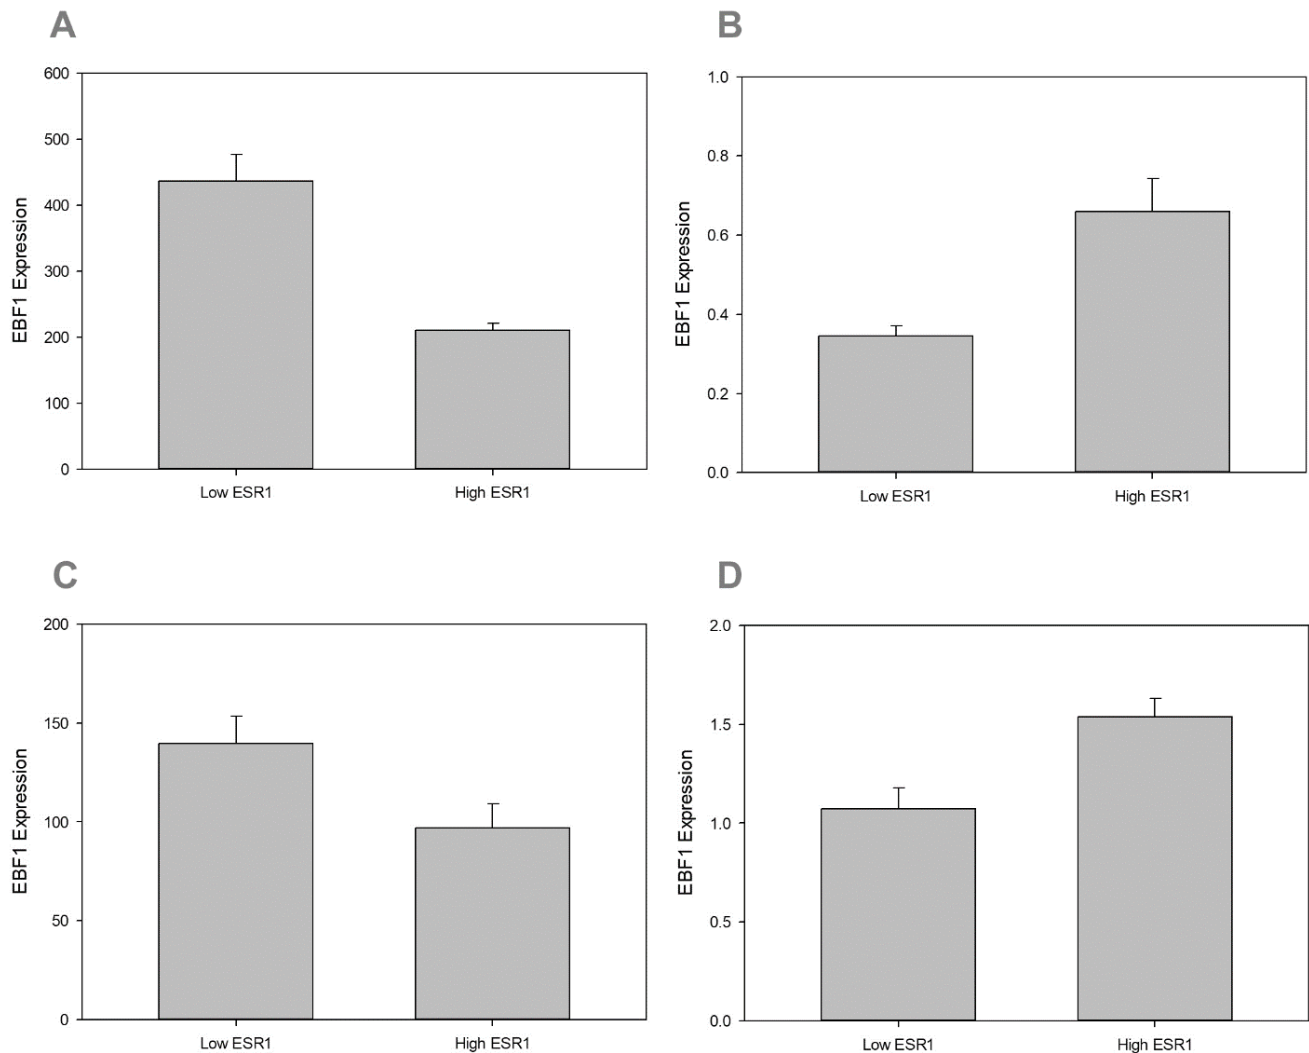 A
600
500
400
300
200
100
0
EBF1 Expression
Low ESR1
High ESR1
B
1.0
0.8
0.6
0.4
0.2
0.0
EBF1 Expression
Low ESR1
High ESR1
C
200
150
100
50
0
EBF1 Expression
Low ESR1
High ESR1
D
2.0
1.5
1.0
0.5
0.0
EBF1 Expression
Low ESR1
High ESR1